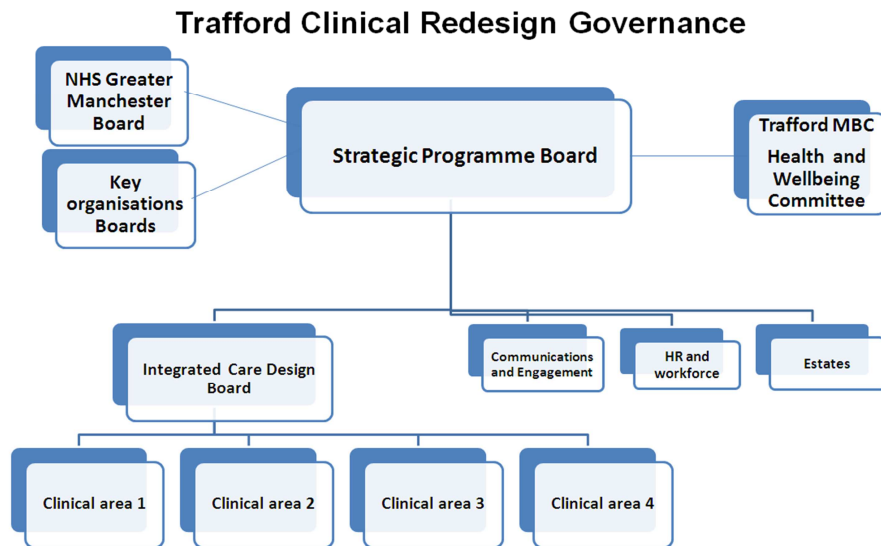 Trafford Clinical Redesign Governance
NHS Greater
Manchester
Board
Key
organisations
Boards
Strategic Programme Board
Trafford MBC
Health and
Wellbeing
Committee
Integrated Care Design
Board
Communications
and Engagement
HR and
workforce
Estates
Clinical area 1
Clinical area 2
Clinical area 3
Clinical area 4